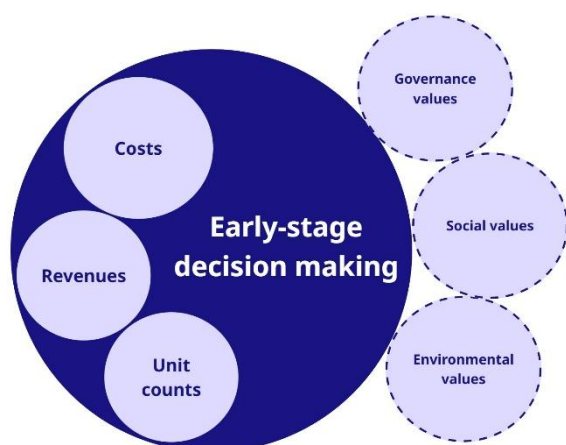 Governance
values
Costs
Early-stage
decision making
Social values
Revenues
Unit
counts
Environmental
values